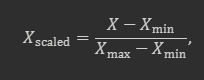 X_scaled = (X − X_min) / (X_max − X_min),